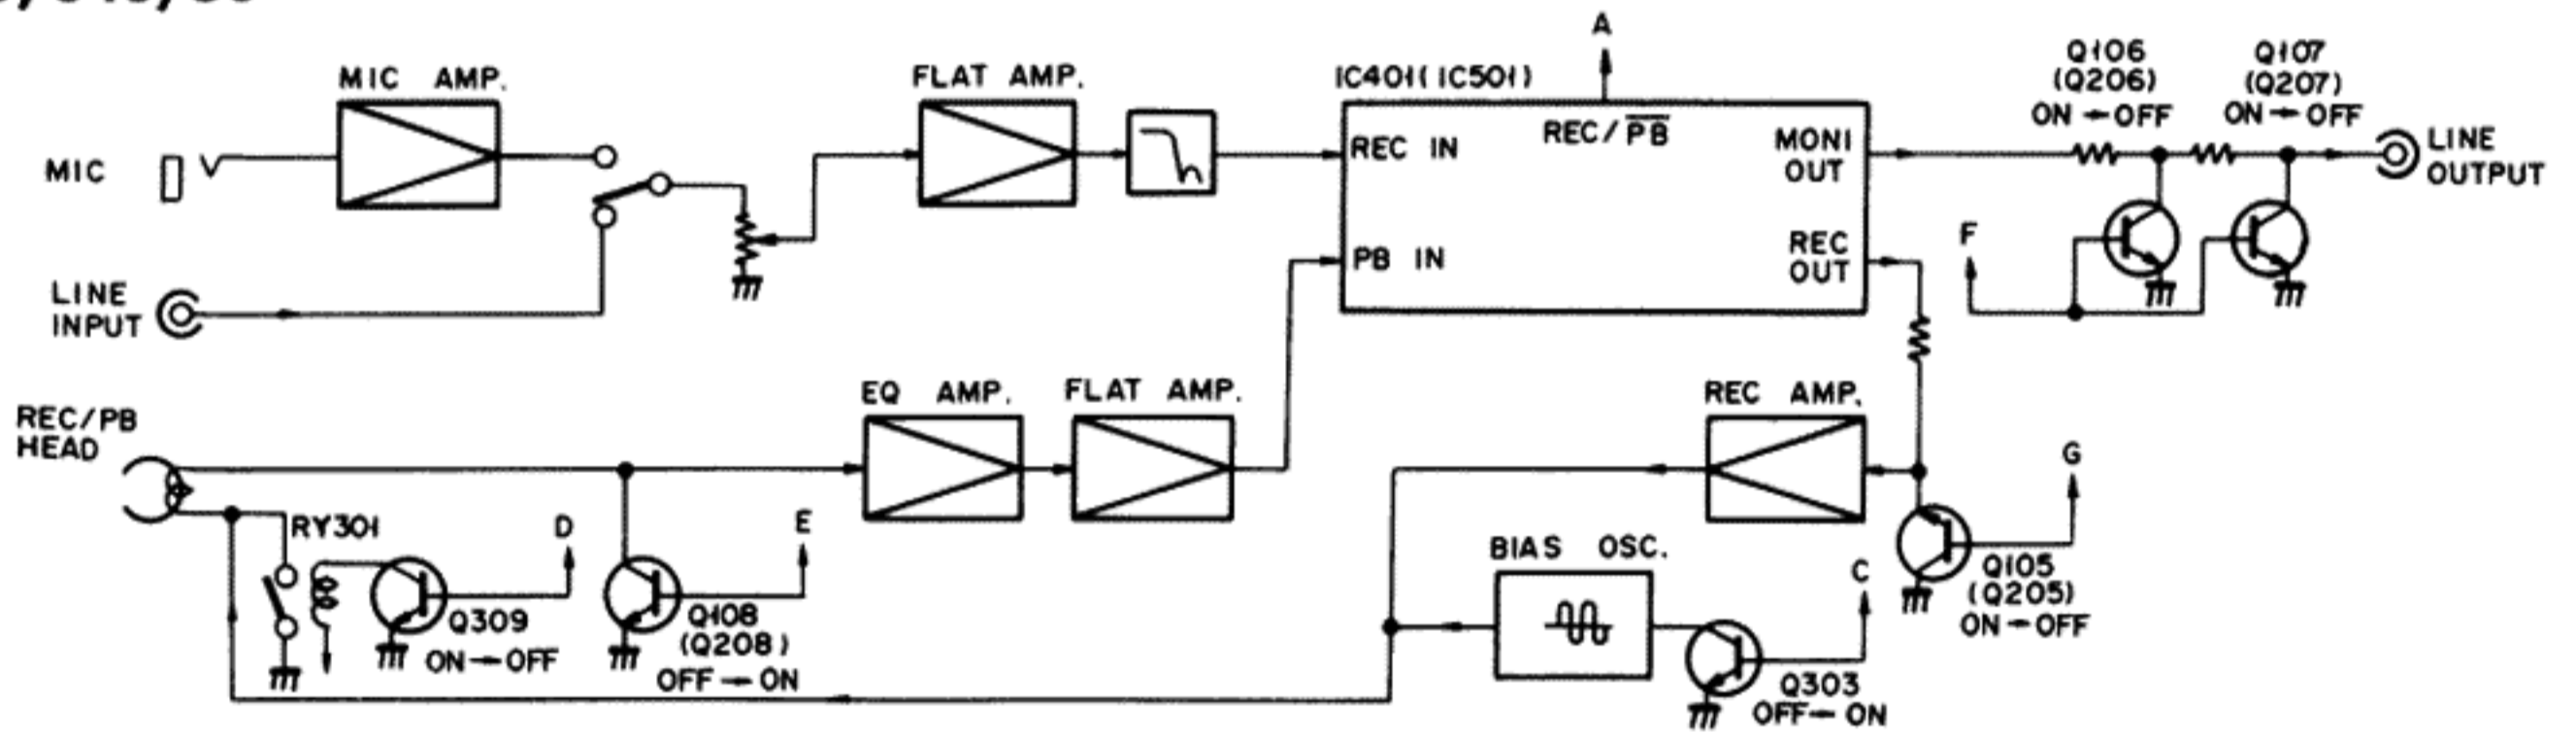 MIC AMP.
FLAT AMP.
IC401(IC501)
A
Q106
(Q206)
ON→OFF
Q107
(Q207)
ON→OFF
MIC
REC IN
REC/P̅B̅
MONI
OUT
LINE
OUTPUT
PB IN
REC
OUT
F
LINE
INPUT
REC/PB
HEAD
EQ AMP.
FLAT AMP.
REC AMP.
G
RY301
D
E
BIAS OSC.
C
Q105
(Q205)
ON→OFF
Q309
ON→OFF
Q108
(Q208)
OFF→ON
Q303
OFF→ON